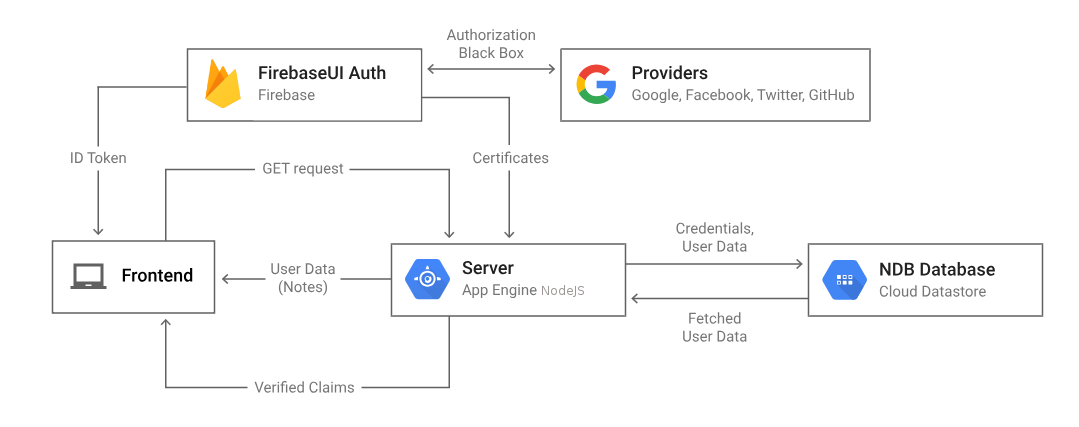 Authorization
Black Box
FirebaseUI Auth
Firebase
Providers
Google, Facebook, Twitter, GitHub
ID Token
GET request
Certificates
Frontend
User Data
(Notes)
Server
App Engine NodeJS
Credentials,
User Data
NDB Database
Cloud Datastore
Fetched
User Data
Verified Claims